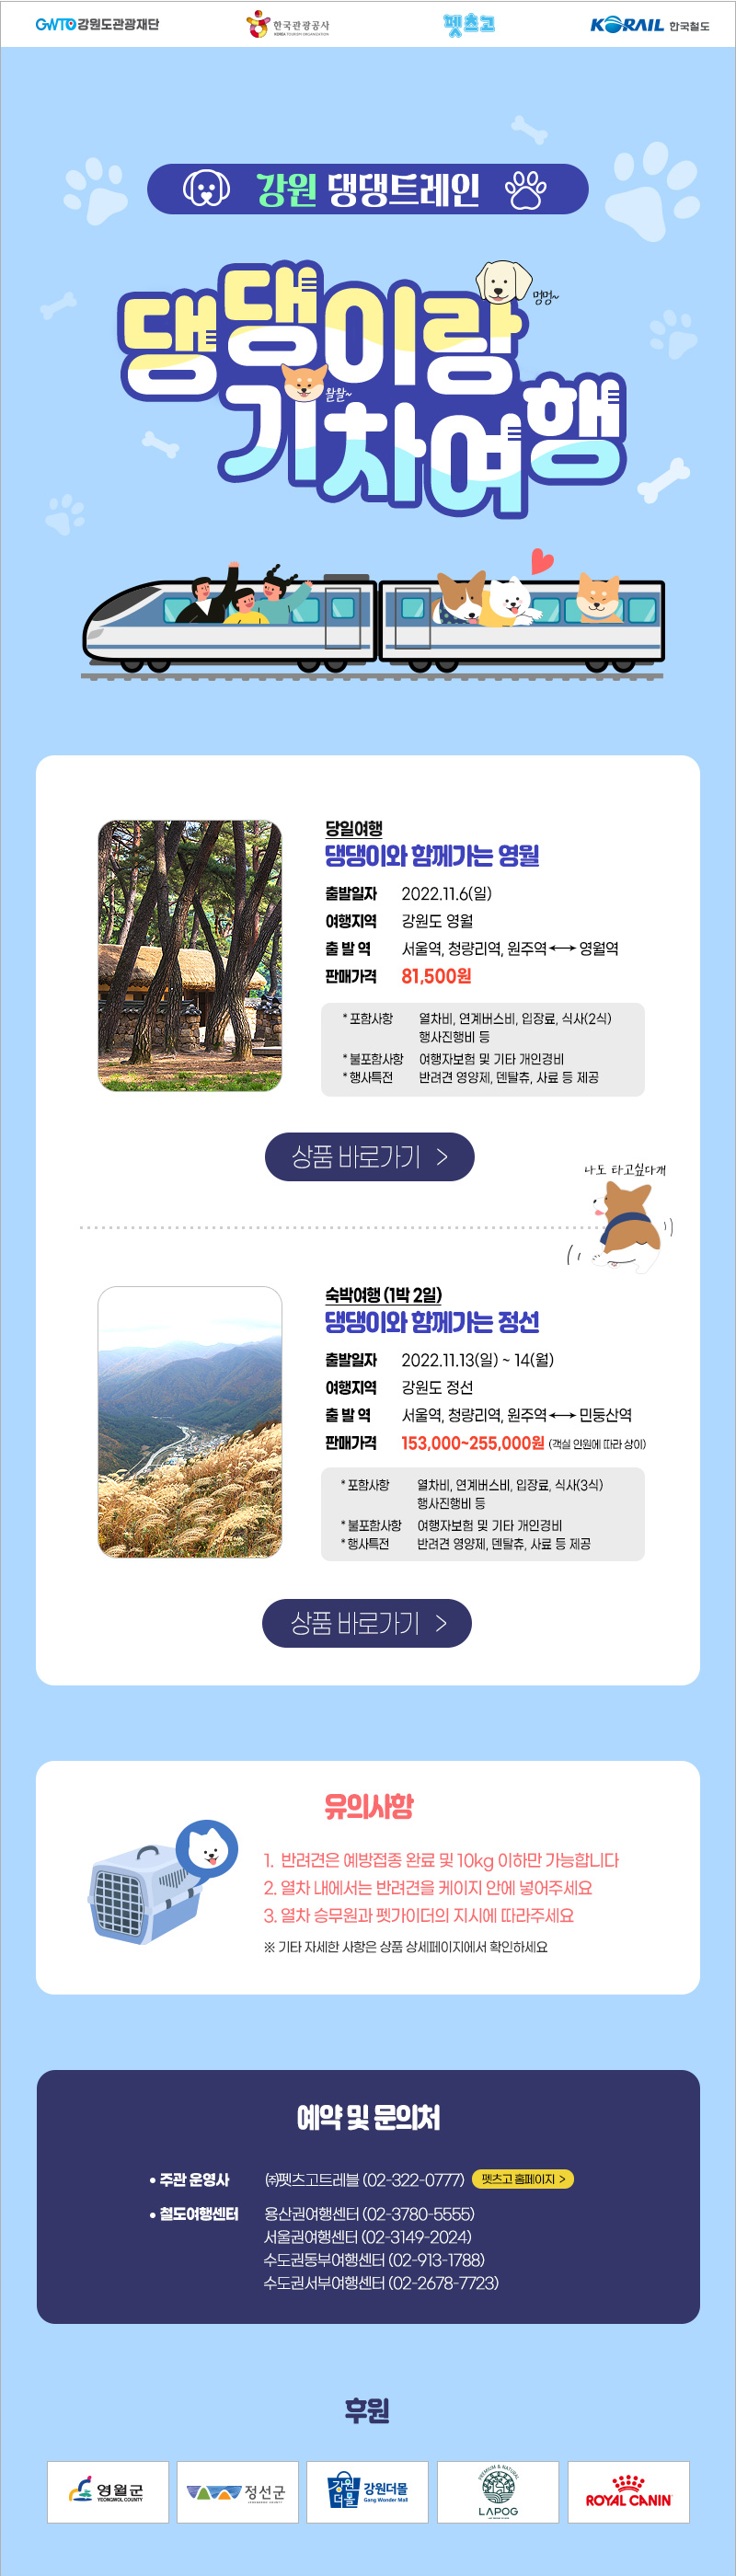 GWTO강원도관광재단
한국관광공사
KOREA TOURISM ORGANIZATION
펫츠고
KORAIL 한국철도
강원 댕댕트레인
댕댕이랑
멍멍~
왈왈~
기차여행
당일여행
댕댕이와 함께가는 영월
출발일자 2022.11.6(일)
여행지역 강원도 영월
출 발 역 서울역, 청량리역, 원주역↔영월역
판매가격 81,500원
*포함사항 열차비, 연계버스비, 입장료, 식사(2식)
행사진행비 등
*불포함사항 여행자보험 및 기타 개인경비
*행사특전 반려견 영양제, 덴탈츄, 사료 등 제공
상품 바로가기 >
나도 타고싶다개
숙박여행 (1박 2일)
댕댕이와 함께가는 정선
출발일자 2022.11.13(일) ~ 14(월)
여행지역 강원도 정선
출 발 역 서울역, 청량리역, 원주역↔민둥산역
판매가격 153,000~255,000원 (객실 인원에 따라 상이)
*포함사항 열차비, 연계버스비, 입장료, 식사(3식)
행사진행비 등
*불포함사항 여행자보험 및 기타 개인경비
*행사특전 반려견 영양제, 덴탈츄, 사료 등 제공
상품 바로가기 >
유의사항
1. 반려견은 예방접종 완료 및 10kg 이하만 가능합니다
2. 열차 내에서는 반려견을 케이지 안에 넣어주세요
3. 열차 승무원과 펫가이더의 지시에 따라주세요
※ 기타 자세한 사항은 상품 상세페이지에서 확인하세요
예약 및 문의처
• 주관 운영사 ㈜펫츠고트레블 (02-322-0777) 펫츠고 홈페이지 >
• 철도여행센터 용산권여행센터 (02-3780-5555)
서울권여행센터 (02-3149-2024)
수도권동부여행센터 (02-913-1788)
수도권서부여행센터 (02-2678-7723)
후원
영월군
YEONGWOL COUNTY
정선군
강원더몰
강원더몰
Gang Wonder Mall
PREMIUM & NATURAL
LAPOG
ROYAL CANIN